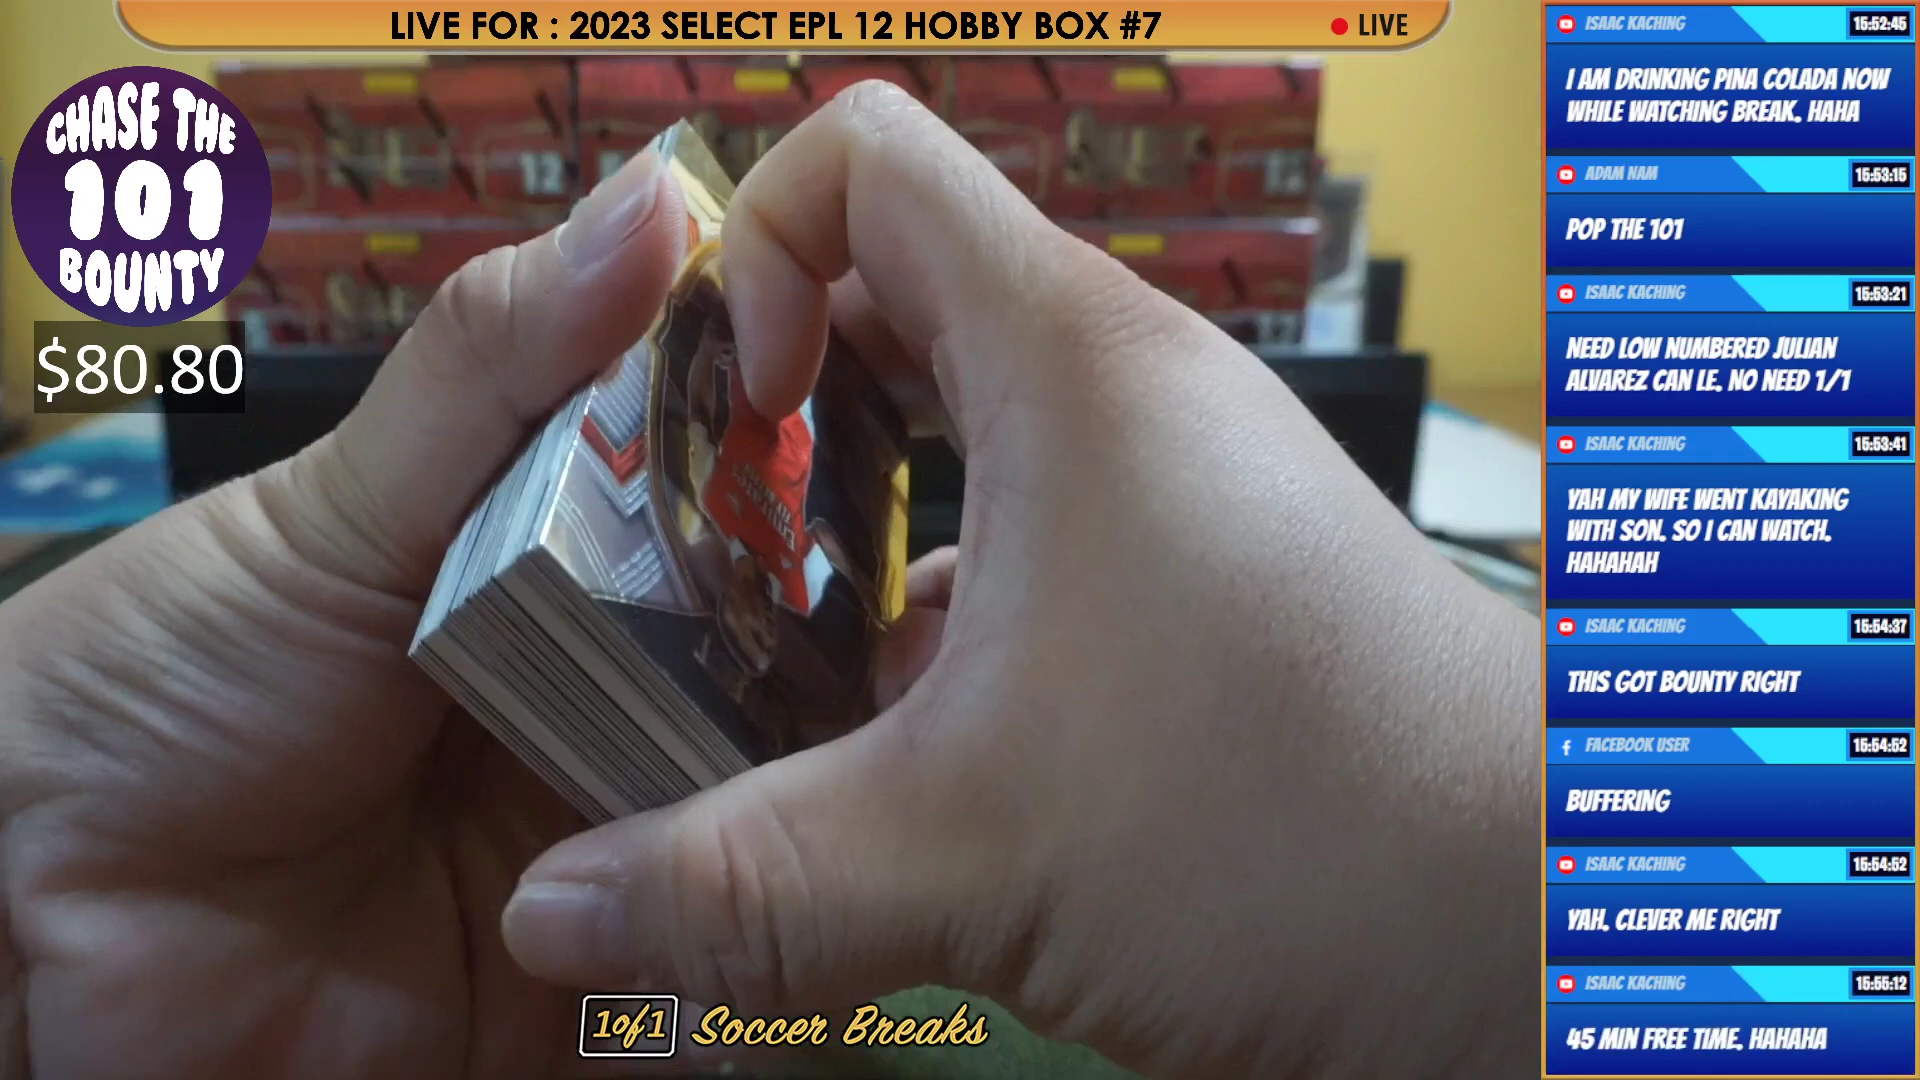 LIVE FOR : 2023 SELECT EPL 12 HOBBY BOX #7
LIVE
CHASE THE
101
BOUNTY
$80.80
12
12
12
Emirates
1of1 Soccer Breaks
ISAAC KACHING 15:52:45
I AM DRINKING PINA COLADA NOW
WHILE WATCHING BREAK. HAHA
ADAM NAM 15:53:15
POP THE 101
ISAAC KACHING 15:53:21
NEED LOW NUMBERED JULIAN
ALVAREZ CAN LE. NO NEED 1/1
ISAAC KACHING 15:53:41
YAH MY WIFE WENT KAYAKING
WITH SON. SO I CAN WATCH.
HAHAHAH
ISAAC KACHING 15:54:37
THIS GOT BOUNTY RIGHT
FACEBOOK USER 15:54:52
BUFFERING
ISAAC KACHING 15:54:52
YAH. CLEVER ME RIGHT
ISAAC KACHING 15:55:12
45 MIN FREE TIME. HAHAHA